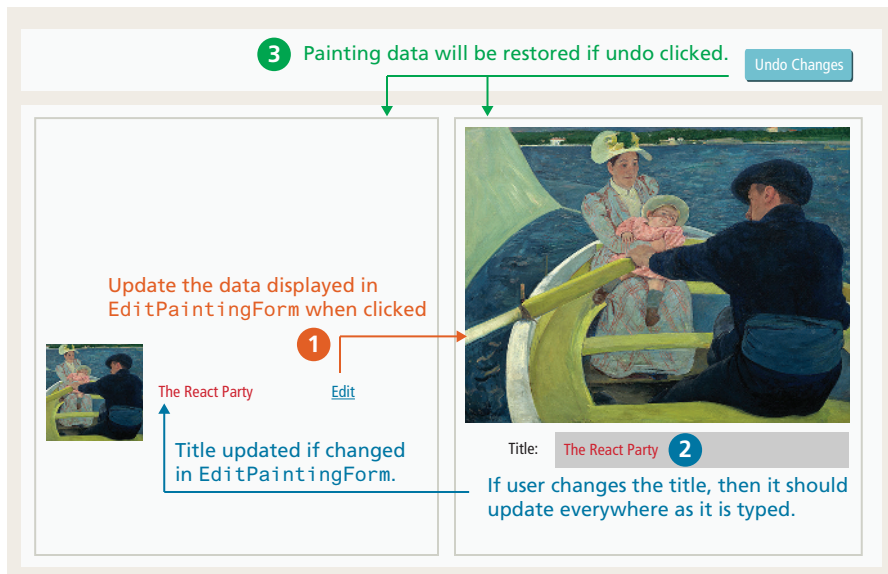 3 Painting data will be restored if undo clicked.
Undo Changes
Update the data displayed in
EditPaintingForm when clicked
1
The React Party
Edit
Title updated if changed
in EditPaintingForm.
Title:
The React Party 2
If user changes the title, then it should
update everywhere as it is typed.